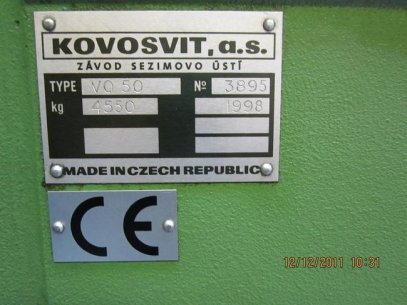 KOVOSVIT, a.s.
ZÁVOD SEZIMOVO ÚSTÍ
TYPE VO 50 Nº 3895
kg 4550 1998
MADE IN CZECH REPUBLIC
CE
12/12/2011 10:31